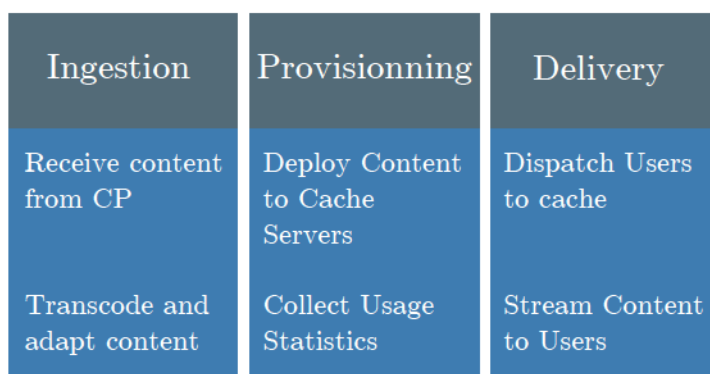 Ingestion
Receive content
from CP
Transcode and
adapt content
Provisionning
Deploy Content
to Cache
Servers
Collect Usage
Statistics
Delivery
Dispatch Users
to cache
Stream Content
to Users